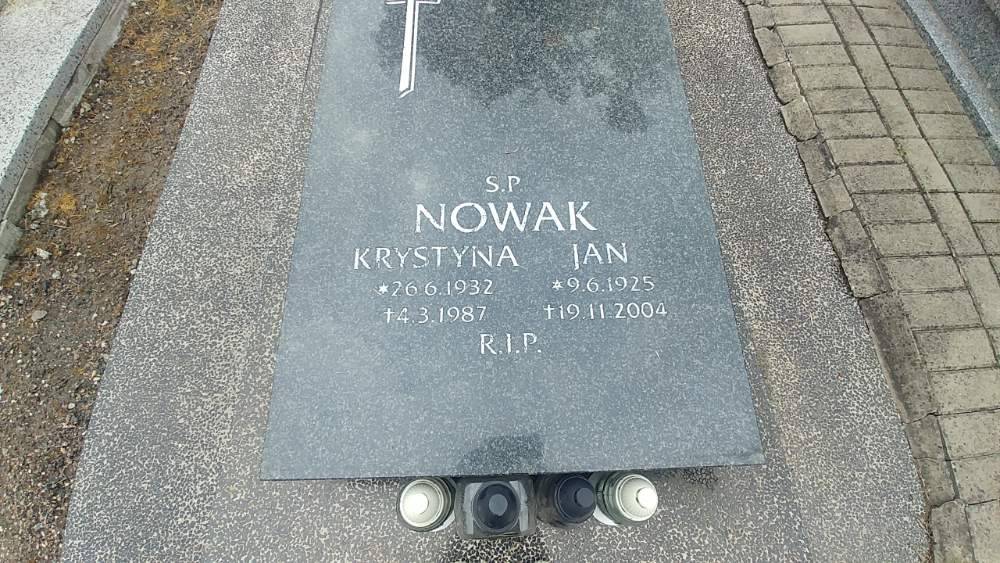 S.P.
NOWAK
KRYSTYNA JAN
*26.6.1932 *9.6.1925
†4.3.1987 †19.11.2004
R.I.P.